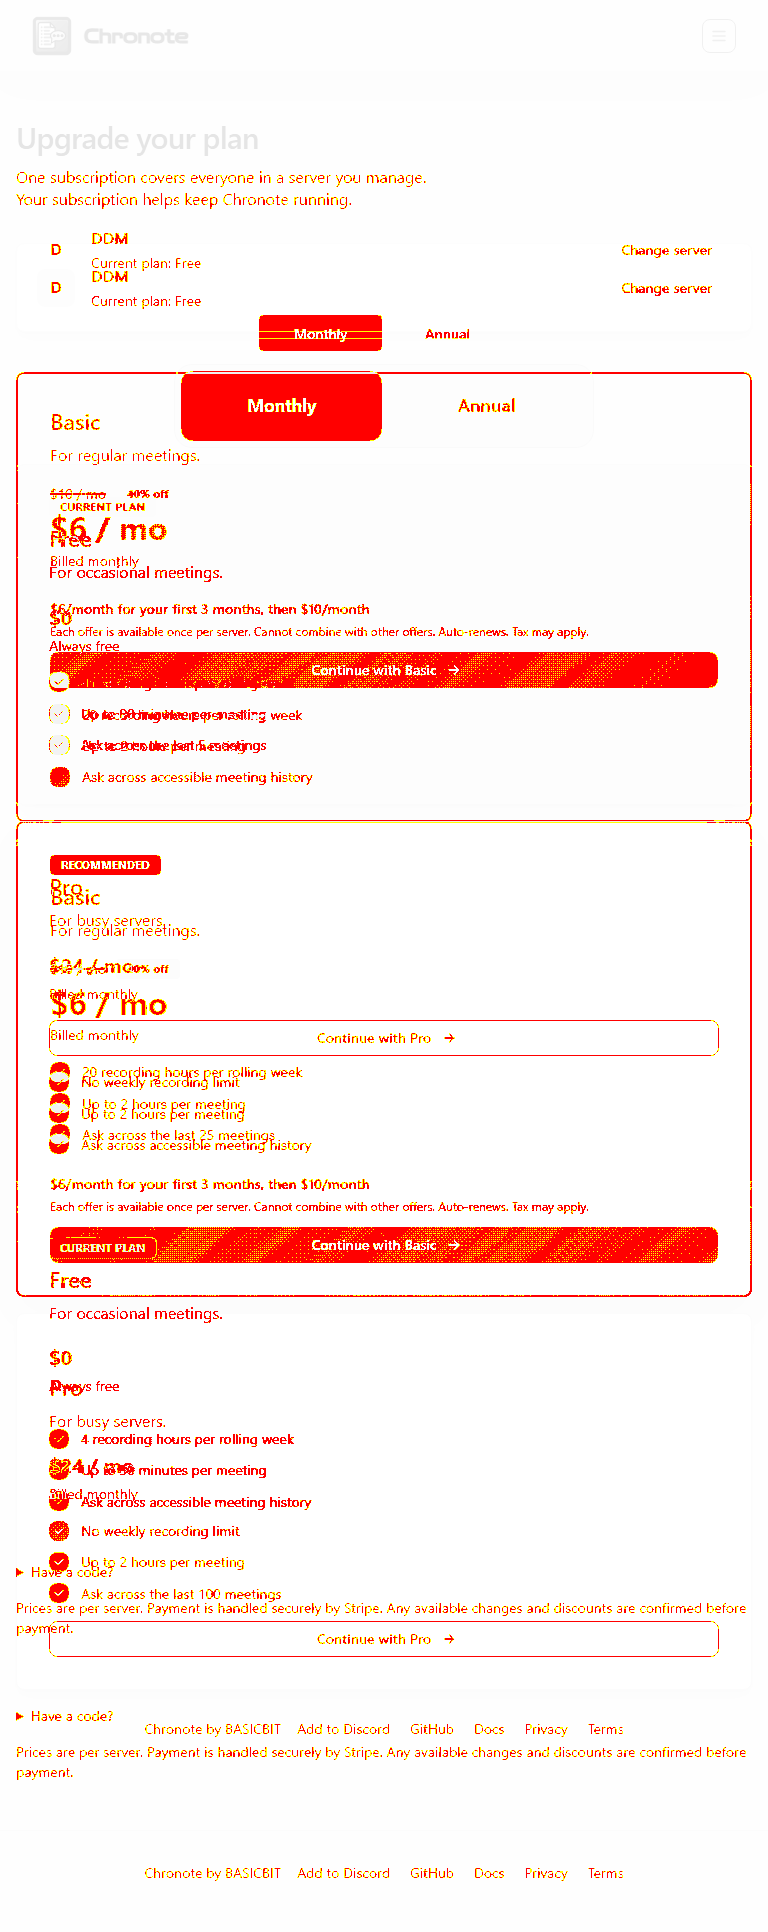 Chronote
Upgrade your plan
One subscription covers everyone in a server you manage.
Your subscription helps keep Chronote running.
D DDM
Current plan: Free
Change server
D DDM
Current plan: Free
Change server
Monthly Annual
Monthly Annual
Basic
For regular meetings.
$10 / mo 40% off
CURRENT PLAN
$6 / mo
Free
Billed monthly
For occasional meetings.
$6/month for your first 3 months, then $10/month
$0
Each offer is available once per server. Cannot combine with other offers. Auto-renews. Tax may apply.
Always free
Continue with Basic →
Ask across accessible meeting history
RECOMMENDED
Pro
Basic
For busy servers.
For regular meetings.
$24 / mo
40% off
Billed monthly
$6 / mo
Billed monthly
Continue with Pro →
20 recording hours per rolling week
No weekly recording limit
Up to 2 hours per meeting
Up to 2 hours per meeting
Ask across the last 25 meetings
Ask across accessible meeting history
$6/month for your first 3 months, then $10/month
Each offer is available once per server. Cannot combine with other offers. Auto-renews. Tax may apply.
Continue with Basic →
CURRENT PLAN
Free
For occasional meetings.
$0
Pro
Always free
For busy servers.
4 recording hours per rolling week
$24 / mo
Up to 90 minutes per meeting
Billed monthly
Ask across accessible meeting history
No weekly recording limit
Up to 2 hours per meeting
Have a code?
Ask across the last 100 meetings
Prices are per server. Payment is handled securely by Stripe. Any available changes and discounts are confirmed before
payment.
Continue with Pro →
Have a code?
Chronote by BASICBIT Add to Discord GitHub Docs Privacy Terms
Prices are per server. Payment is handled securely by Stripe. Any available changes and discounts are confirmed before
payment.
Chronote by BASICBIT Add to Discord GitHub Docs Privacy Terms